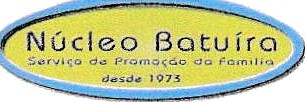 Núcleo Batuíra
Serviço de Promoção da Família
desde 1973